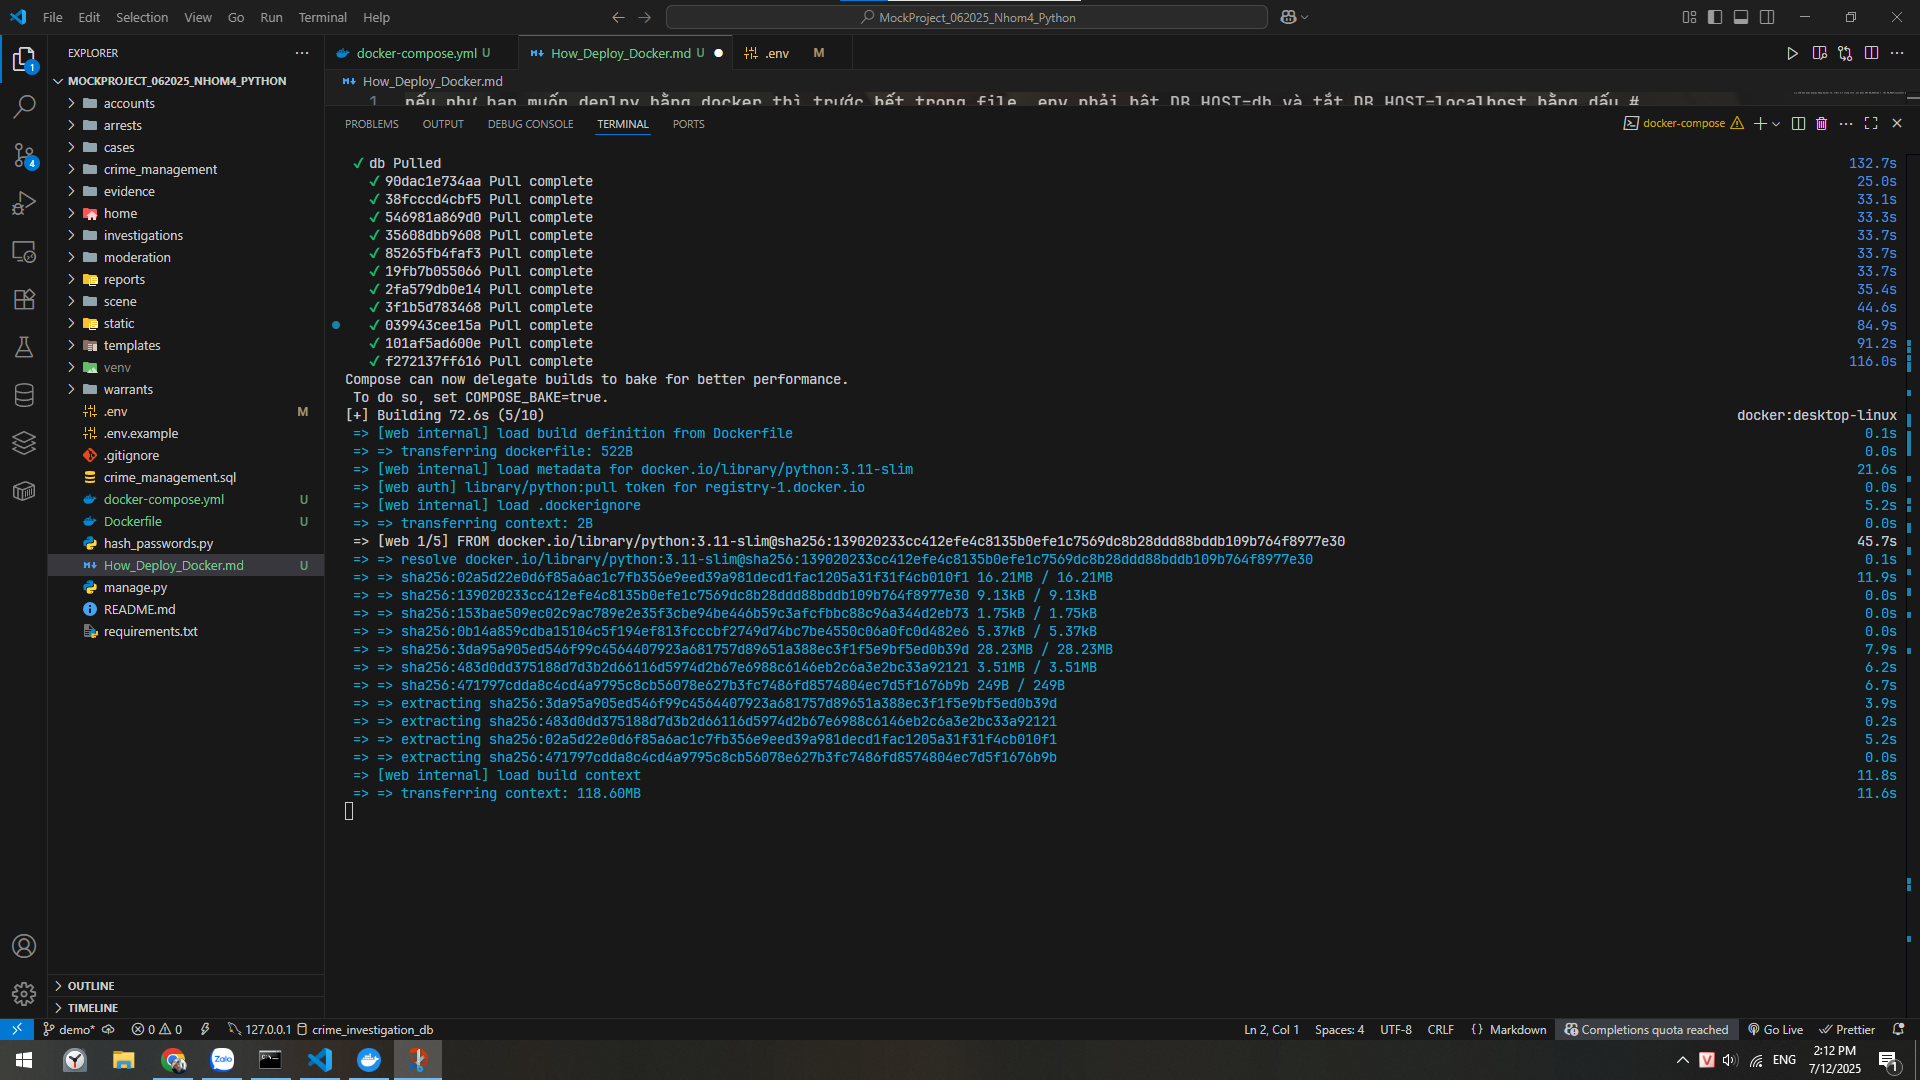 File Edit Selection View Go Run Terminal Help
MockProject_062025_Nhom4_Python
EXPLORER
docker-compose.yml U
How_Deploy_Docker.md U
.env M
MOCKPROJECT_062025_NHOM4_PYTHON
accounts
arrests
cases
crime_management
evidence
home
investigations
moderation
reports
scene
static
templates
venv
warrants
.env M
.env.example
.gitignore
crime_management.sql
docker-compose.yml U
Dockerfile U
hash_passwords.py
How_Deploy_Docker.md U
manage.py
README.md
requirements.txt
OUTLINE
TIMELINE
How_Deploy_Docker.md
1 nếu như bạn muốn deploy bằng docker thì trước hết trong file .env phải bật DB_HOST=db và tắt DB_HOST=localhost bằng dấu #
PROBLEMS OUTPUT DEBUG CONSOLE TERMINAL PORTS
docker-compose
✓ db Pulled 132.7s
✓ 90dac1e734aa Pull complete 25.0s
✓ 38fcccd4cbf5 Pull complete 33.1s
✓ 546981a869d0 Pull complete 33.3s
✓ 35608dbb9608 Pull complete 33.7s
✓ 85265fb4faf3 Pull complete 33.7s
✓ 19fb7b055066 Pull complete 33.7s
✓ 2fa579db0e14 Pull complete 35.4s
✓ 3f1b5d783468 Pull complete 44.6s
✓ 039943cee15a Pull complete 84.9s
✓ 101af5ad600e Pull complete 91.2s
✓ f272137ff616 Pull complete 116.0s
Compose can now delegate builds to bake for better performance.
To do so, set COMPOSE_BAKE=true.
[+] Building 72.6s (5/10) docker:desktop-linux
=> [web internal] load build definition from Dockerfile 0.1s
=> => transferring dockerfile: 522B 0.0s
=> [web internal] load metadata for docker.io/library/python:3.11-slim 21.6s
=> [web auth] library/python:pull token for registry-1.docker.io 0.0s
=> [web internal] load .dockerignore 5.2s
=> => transferring context: 2B 0.0s
=> [web 1/5] FROM docker.io/library/python:3.11-slim@sha256:139020233cc412efe4c8135b0efe1c7569dc8b28ddd88bddb109b764f8977e30 45.7s
=> => resolve docker.io/library/python:3.11-slim@sha256:139020233cc412efe4c8135b0efe1c7569dc8b28ddd88bddb109b764f8977e30 0.1s
=> => sha256:02a5d22e0d6f85a6ac1c7fb356e9eed39a981decd1fac1205a31f31f4cb010f1 16.21MB / 16.21MB 11.9s
=> => sha256:139020233cc412efe4c8135b0efe1c7569dc8b28ddd88bddb109b764f8977e30 9.13kB / 9.13kB 0.0s
=> => sha256:153bae509ec02c9ac789e2e35f3cbe94be446b59c3afcfbbc88c96a344d2eb73 1.75kB / 1.75kB 0.0s
=> => sha256:0b14a859cdba15104c5f194ef813fcccbf2749d74bc7be4550c06a0fc0d482e6 5.37kB / 5.37kB 0.0s
=> => sha256:3da95a905ed546f99c4564407923a681757d89651a388ec3f1f5e9bf5ed0b39d 28.23MB / 28.23MB 7.9s
=> => sha256:483d0dd375188d7d3b2d66116d5974d2b67e6988c6146eb2c6a3e2bc33a92121 3.51MB / 3.51MB 6.2s
=> => sha256:471797cdda8c4cd4a9795c8cb56078e627b3fc7486fd8574804ec7d5f1676b9b 249B / 249B 6.7s
=> => extracting sha256:3da95a905ed546f99c4564407923a681757d89651a388ec3f1f5e9bf5ed0b39d 3.9s
=> => extracting sha256:483d0dd375188d7d3b2d66116d5974d2b67e6988c6146eb2c6a3e2bc33a92121 0.2s
=> => extracting sha256:02a5d22e0d6f85a6ac1c7fb356e9eed39a981decd1fac1205a31f31f4cb010f1 5.2s
=> => extracting sha256:471797cdda8c4cd4a9795c8cb56078e627b3fc7486fd8574804ec7d5f1676b9b 0.0s
=> [web internal] load build context 11.8s
=> => transferring context: 118.60MB 11.6s
demo* 0 0 127.0.0.1 crime_investigation_db
Ln 2, Col 1 Spaces: 4 UTF-8 CRLF {} Markdown Completions quota reached Go Live Prettier
Zalo
ENG
2:12 PM
7/12/2025
1
1
4
V